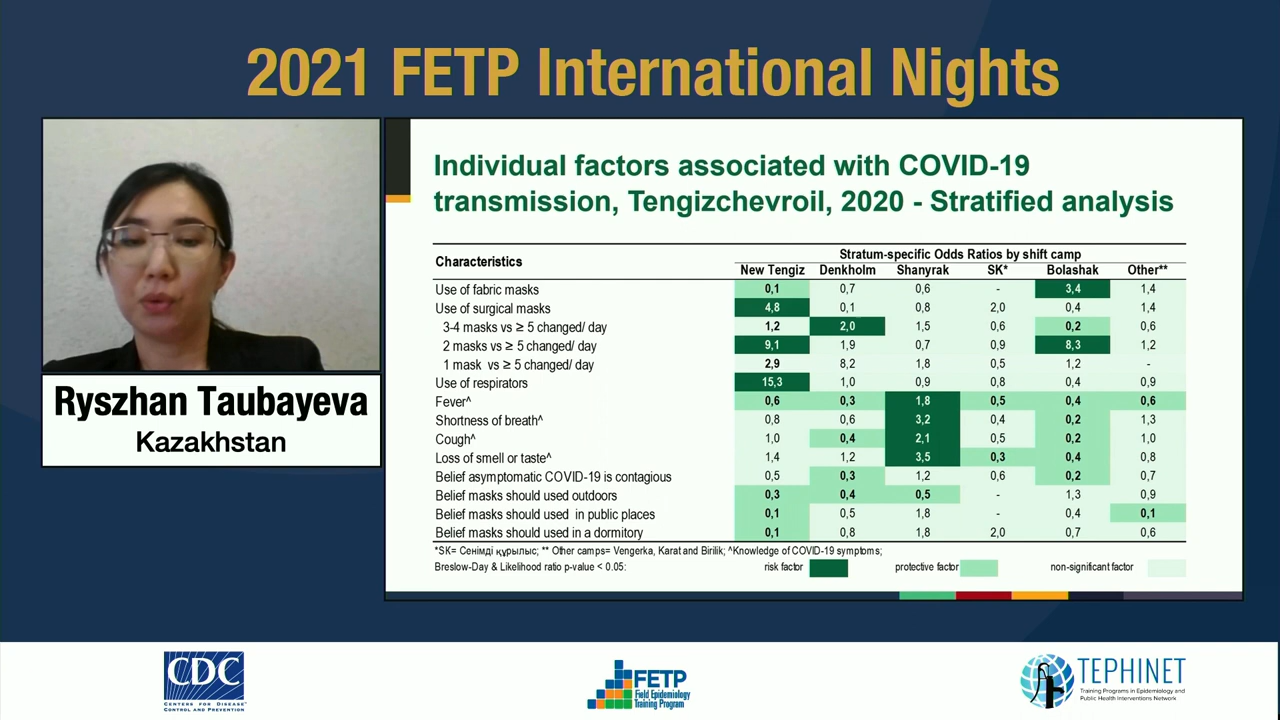 2021 FETP International Nights
Ryszhan Taubayeva
Kazakhstan
Individual factors associated with COVID-19
transmission, Tengizchevroil, 2020 - Stratified analysis
Characteristics
Stratum-specific Odds Ratios by shift camp
New Tengiz Denkholm Shanyrak SK* Bolashak Other**
Use of fabric masks 0,1 0,7 0,6 - 3,4 1,4
Use of surgical masks 4,8 0,1 0,8 2,0 0,4 1,4
3-4 masks vs ≥ 5 changed/ day 1,2 2,0 1,5 0,6 0,2 0,6
2 masks vs ≥ 5 changed/ day 9,1 1,9 0,7 0,9 8,3 1,2
1 mask vs ≥ 5 changed/ day 2,9 8,2 1,8 0,5 1,2 -
Use of respirators 15,3 1,0 0,9 0,8 0,4 0,9
Fever^ 0,6 0,3 1,8 0,5 0,4 0,6
Shortness of breath^ 0,8 0,6 3,2 0,4 0,2 1,3
Cough^ 1,0 0,4 2,1 0,5 0,2 1,0
Loss of smell or taste^ 1,4 1,2 3,5 0,3 0,4 0,8
Belief asymptomatic COVID-19 is contagious 0,5 0,3 1,2 0,6 0,2 0,7
Belief masks should used outdoors 0,3 0,4 0,5 - 1,3 0,9
Belief masks should used in public places 0,1 0,5 1,8 - 0,4 0,1
Belief masks should used in a dormitory 0,1 0,8 1,8 2,0 0,7 0,6
*SK= Сенімді құрылыс; ** Other camps= Vengerka, Karat and Birilik; ^Knowledge of COVID-19 symptoms;
Breslow-Day & Likelihood ratio p-value < 0.05: risk factor protective factor non-significant factor
CDC
CENTERS FOR DISEASE
CONTROL AND PREVENTION
FETP
Field Epidemiology
Training Program
TEPHINET
Training Programs in Epidemiology and
Public Health Interventions Network